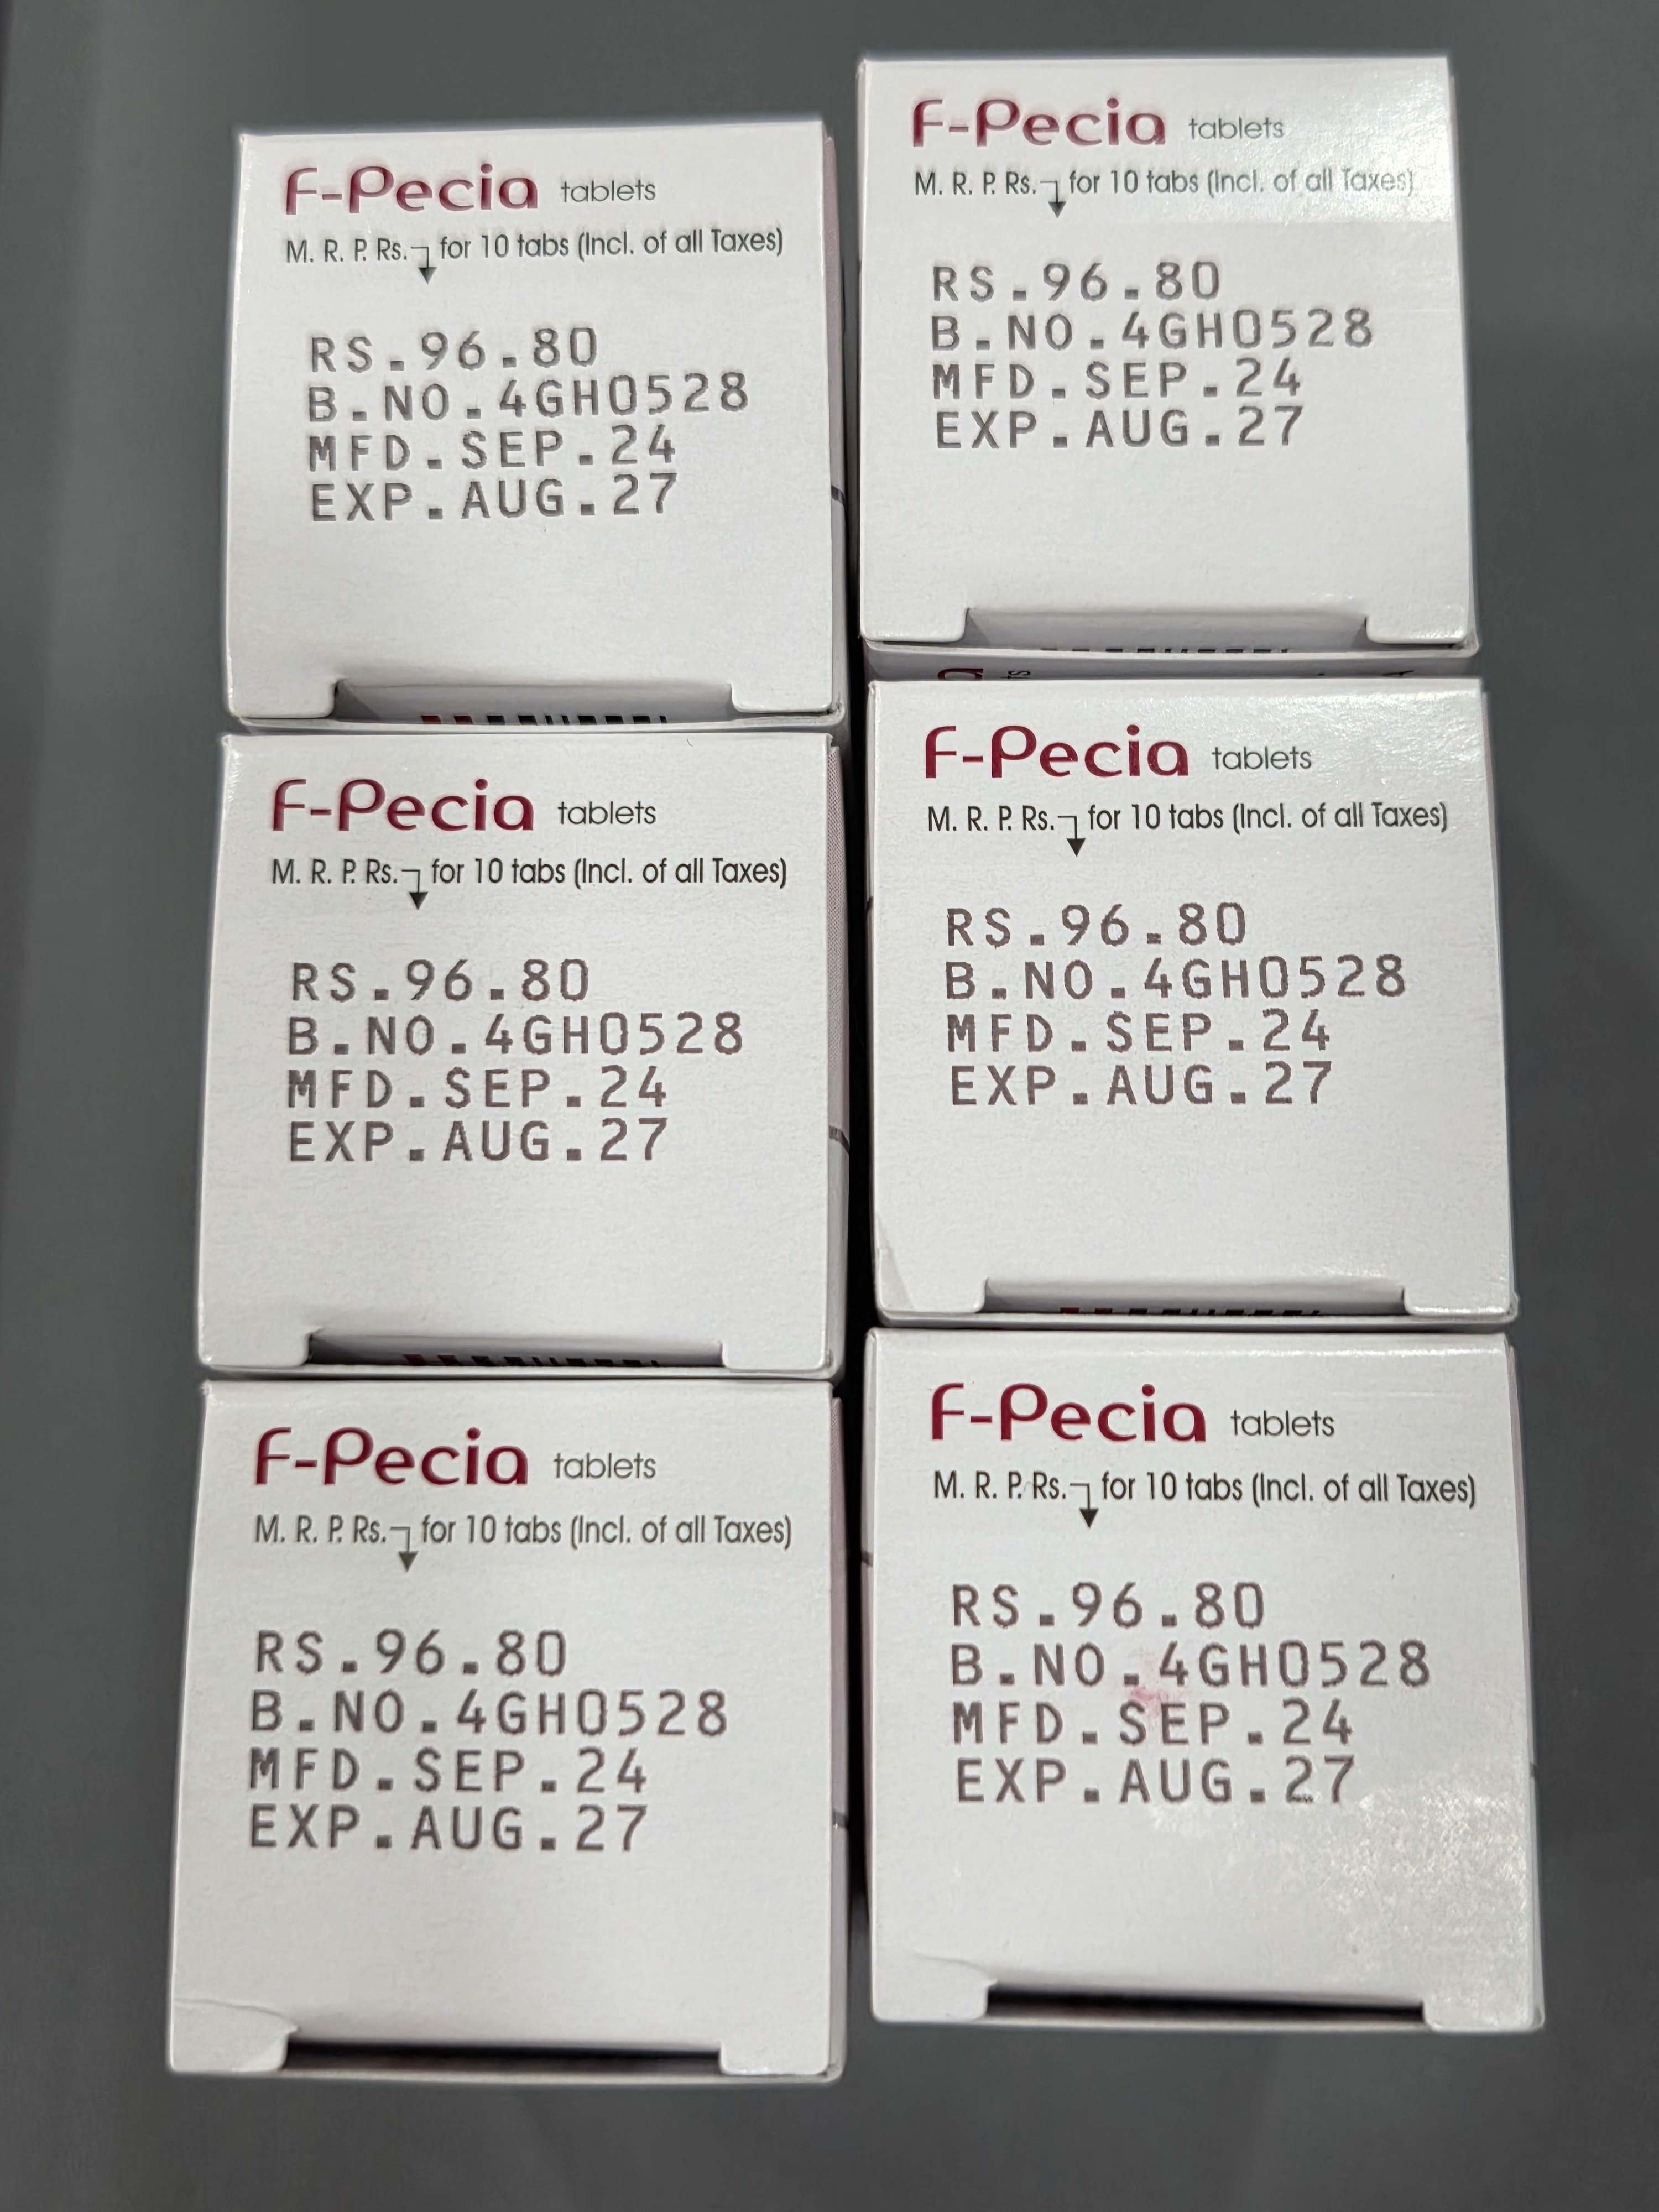 F-Pecia tablets
M. R. P. Rs. for 10 tabs (Incl. of all Taxes)
RS.96.80
B.NO.4GH0528
MFD.SEP.24
EXP.AUG.27
F-Pecia tablets
M. R. P. Rs. for 10 tabs (Incl. of all Taxes)
RS.96.80
B.NO.4GH0528
MFD.SEP.24
EXP.AUG.27
F-Pecia tablets
M. R. P. Rs. for 10 tabs (Incl. of all Taxes)
RS.96.80
B.NO.4GH0528
MFD.SEP.24
EXP.AUG.27
F-Pecia tablets
M. R. P. Rs. for 10 tabs (Incl. of all Taxes)
RS.96.80
B.NO.4GH0528
MFD.SEP.24
EXP.AUG.27
F-Pecia tablets
M. R. P. Rs. for 10 tabs (Incl. of all Taxes)
RS.96.80
B.NO.4GH0528
MFD.SEP.24
EXP.AUG.27
F-Pecia tablets
M. R. P. Rs. for 10 tabs (Incl. of all Taxes)
RS.96.80
B.NO.4GH0528
MFD.SEP.24
EXP.AUG.27